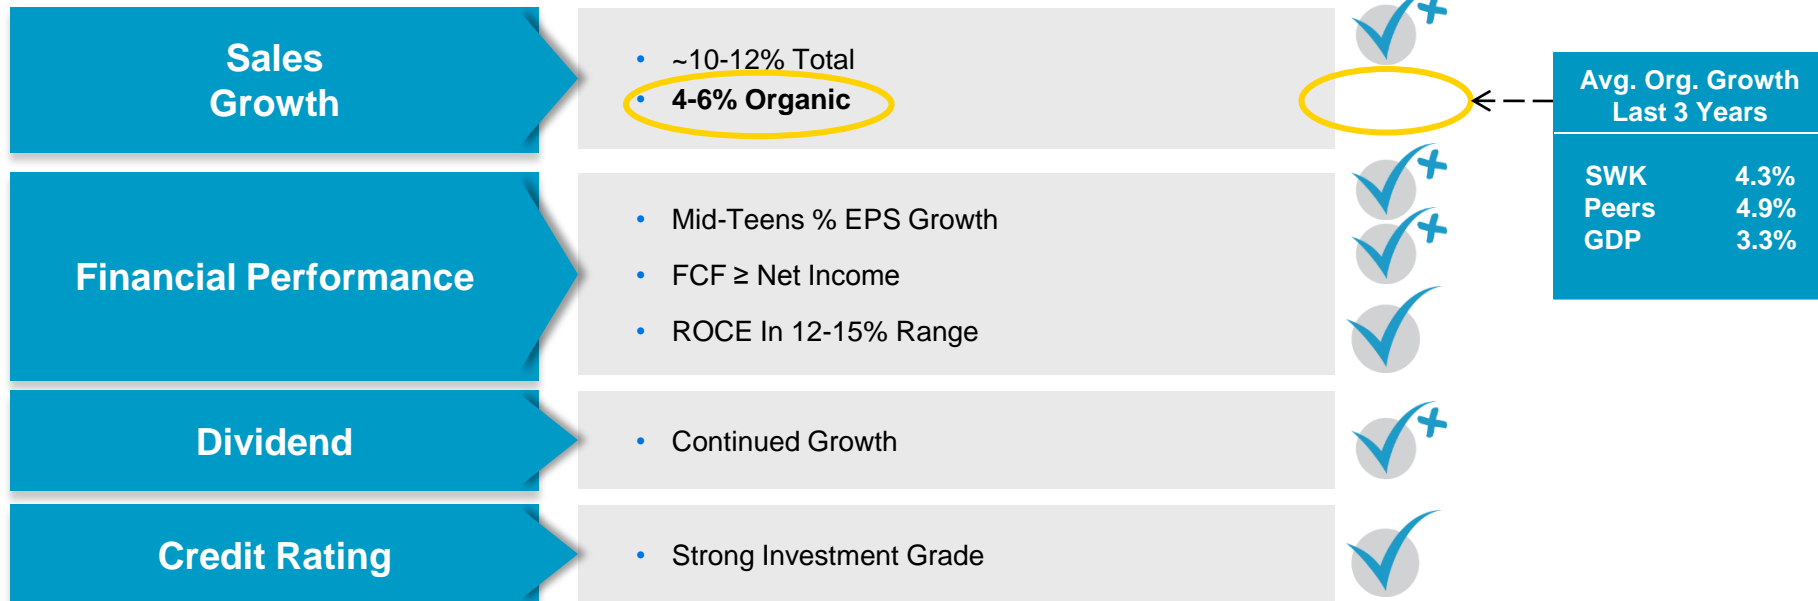 Sales
Growth
• ~10-12% Total
• 4-6% Organic
Avg. Org. Growth
Last 3 Years
SWK 4.3%
Peers 4.9%
GDP 3.3%
Financial Performance
• Mid-Teens % EPS Growth
• FCF ≥ Net Income
• ROCE In 12-15% Range
Dividend
• Continued Growth
Credit Rating
• Strong Investment Grade